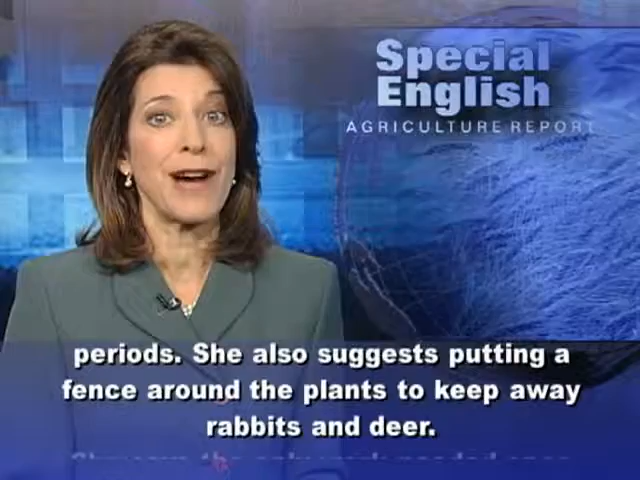 Special
English
AGRICULTURE REPORT
periods. She also suggests putting a
fence around the plants to keep away
rabbits and deer.